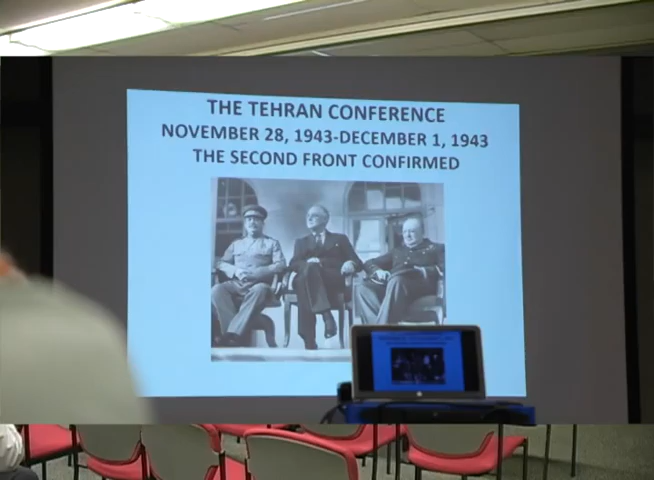 THE TEHRAN CONFERENCE
NOVEMBER 28, 1943-DECEMBER 1, 1943
THE SECOND FRONT CONFIRMED